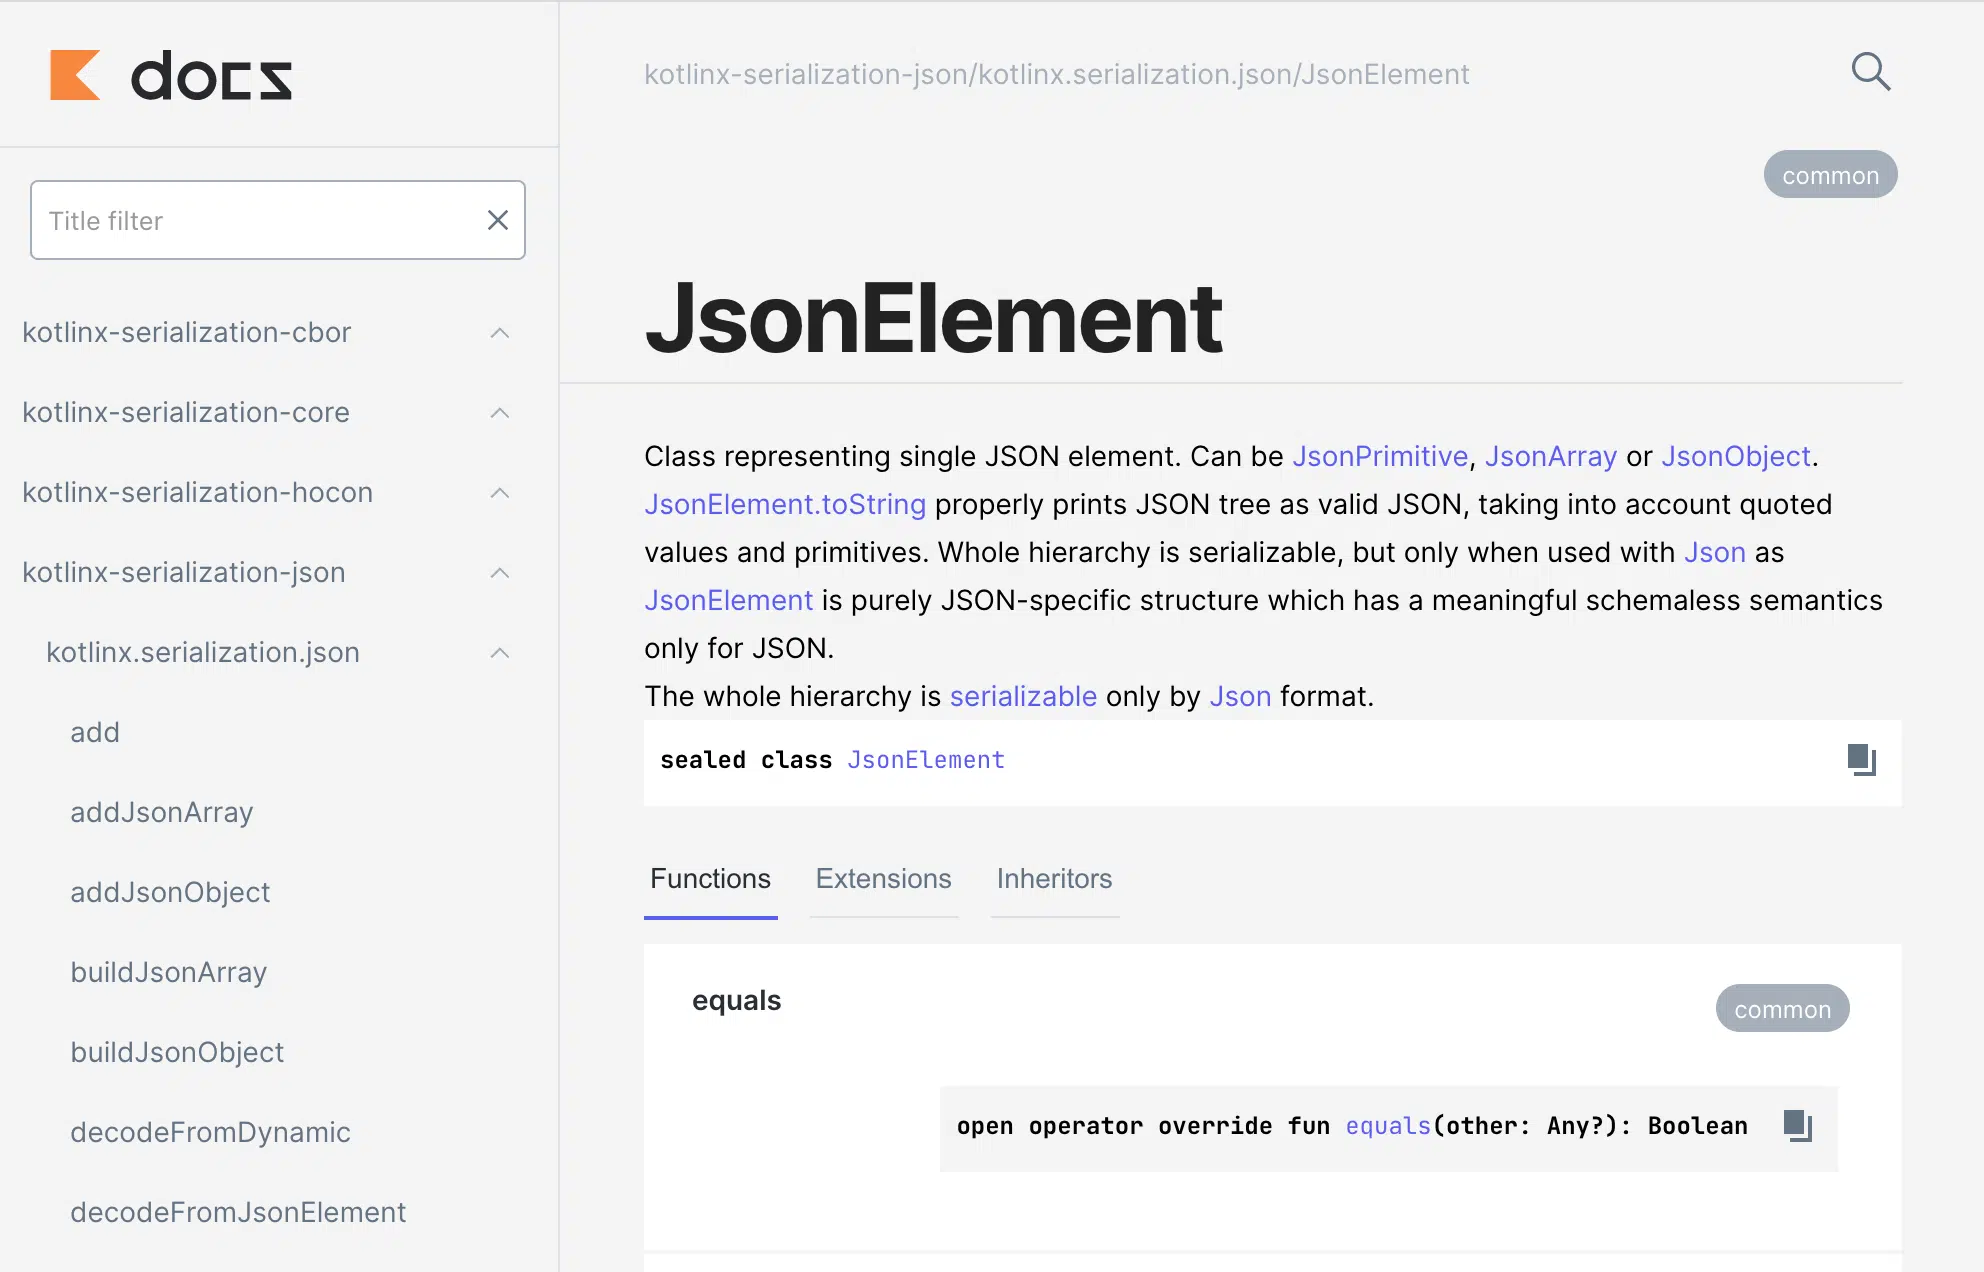 docs
kotlinx-serialization-json/kotlinx.serialization.json/JsonElement
common
Title filter
kotlinx-serialization-cbor
kotlinx-serialization-core
kotlinx-serialization-hocon
kotlinx-serialization-json
kotlinx.serialization.json
add
addJsonArray
addJsonObject
buildJsonArray
buildJsonObject
decodeFromDynamic
decodeFromJsonElement
JsonElement
Class representing single JSON element. Can be JsonPrimitive, JsonArray or JsonObject.
JsonElement.toString properly prints JSON tree as valid JSON, taking into account quoted
values and primitives. Whole hierarchy is serializable, but only when used with Json as
JsonElement is purely JSON-specific structure which has a meaningful schemaless semantics
only for JSON.
The whole hierarchy is serializable only by Json format.
sealed class JsonElement
Functions Extensions Inheritors
equals
common
open operator override fun equals(other: Any?): Boolean